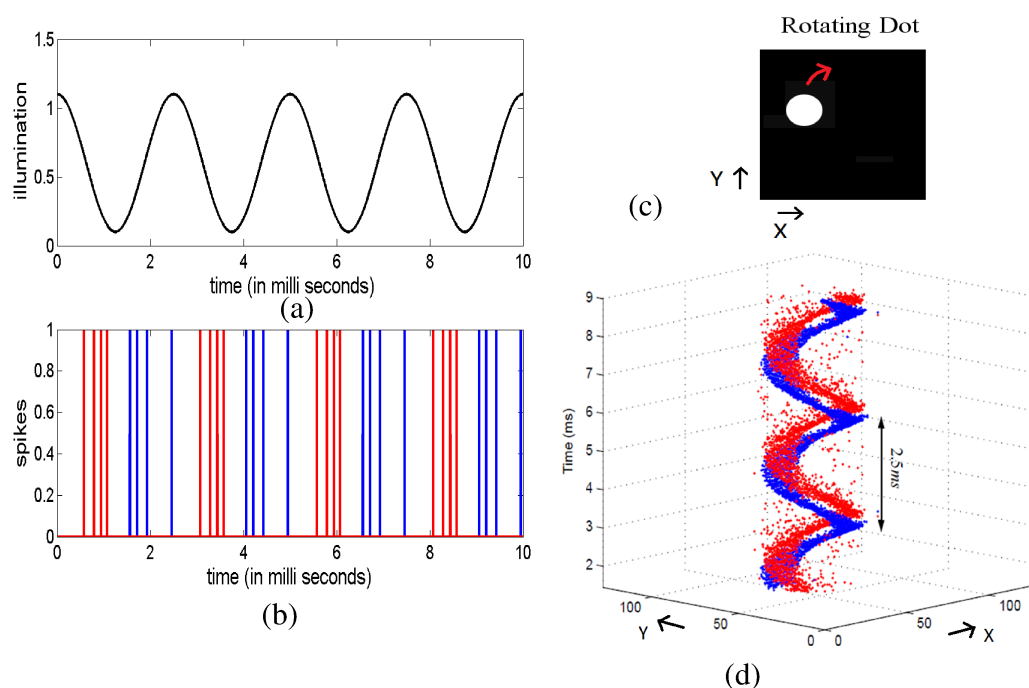 1.5
1
0.5
0
illumination
0 2 4 6 8 10
time (in milli seconds)
(a)
1
0.8
0.6
0.4
0.2
0
spikes
0 2 4 6 8 10
time (in milli seconds)
(b)
Rotating Dot
Y
X
(c)
9
8
7
6
5
4
3
2
Time (ms)
2.5ms
100 50 0
Y
0 50 100
X
(d)